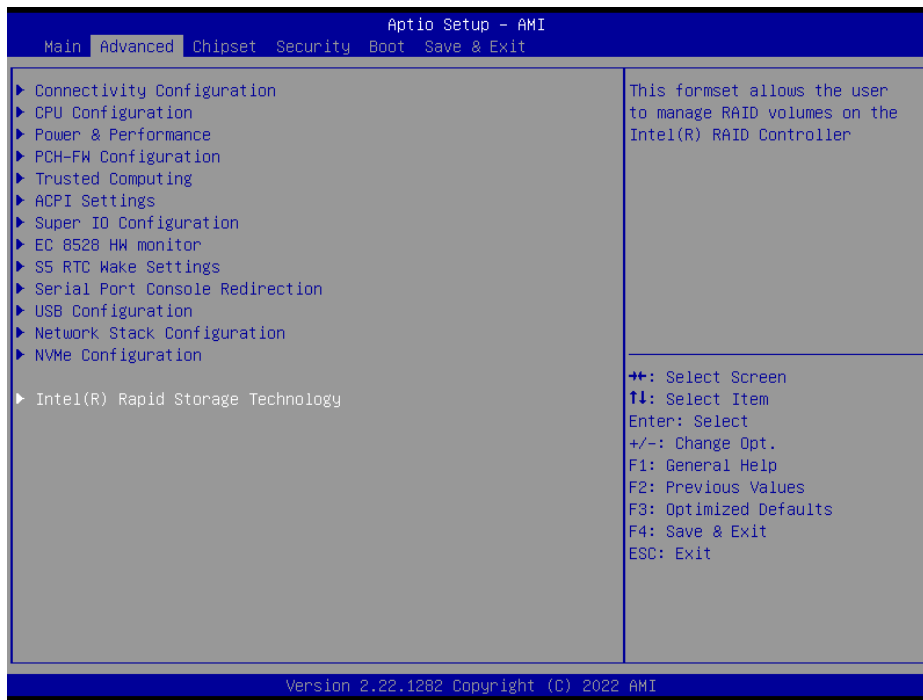 Aptio Setup – AMI
Main Advanced Chipset Security Boot Save & Exit
▶ Connectivity Configuration
▶ CPU Configuration
▶ Power & Performance
▶ PCH-FW Configuration
▶ Trusted Computing
▶ ACPI Settings
▶ Super IO Configuration
▶ EC 8528 HW monitor
▶ S5 RTC Wake Settings
▶ Serial Port Console Redirection
▶ USB Configuration
▶ Network Stack Configuration
▶ NVMe Configuration
▶ Intel(R) Rapid Storage Technology
This formset allows the user
to manage RAID volumes on the
Intel(R) RAID Controller
→←: Select Screen
↑↓: Select Item
Enter: Select
+/-: Change Opt.
F1: General Help
F2: Previous Values
F3: Optimized Defaults
F4: Save & Exit
ESC: Exit
Version 2.22.1282 Copyright (C) 2022 AMI